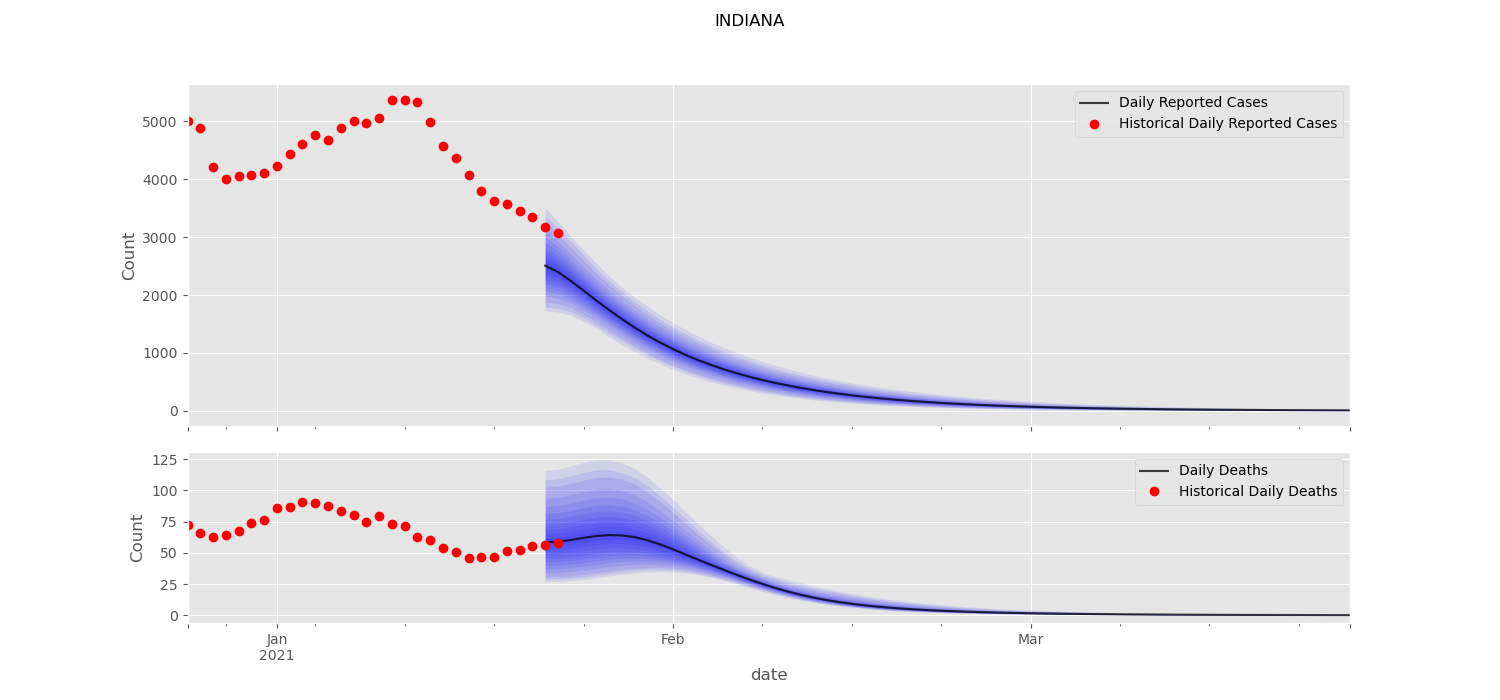 INDIANA
Daily Reported Cases
Historical Daily Reported Cases
5000
4000
3000
2000
1000
0
Count
Daily Deaths
Historical Daily Deaths
125
100
75
50
25
0
Count
Jan
2021
Feb
Mar
date